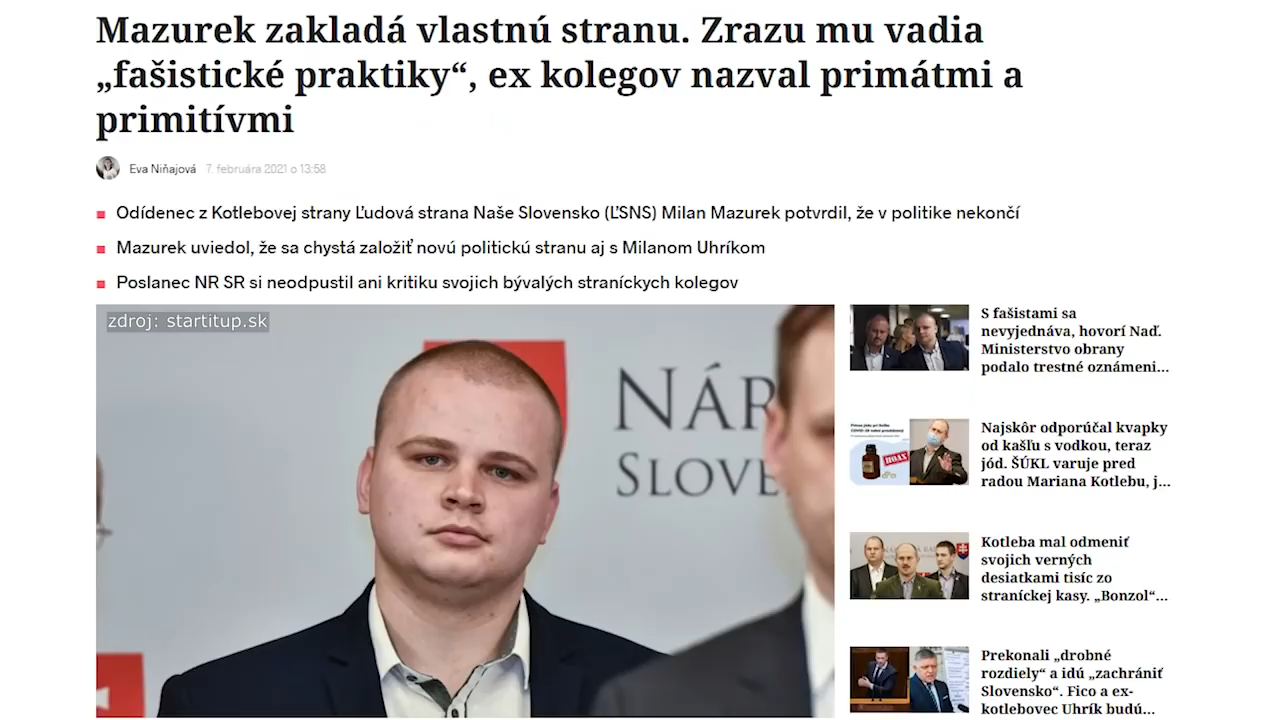 Mazurek zakladá vlastnú stranu. Zrazu mu vadia
„fašistické praktiky“, ex kolegov nazval primátmi a
primitívmi
Eva Niňajová 7. februára 2021 o 13:58
Odídenec z Kotlebovej strany Ľudová strana Naše Slovensko (ĽSNS) Milan Mazurek potvrdil, že v politike nekončí
Mazurek uviedol, že sa chystá založiť novú politickú stranu aj s Milanom Uhríkom
Poslanec NR SR si neodpustil ani kritiku svojich bývalých straníckych kolegov
zdroj: startitup.sk
NÁR
SLOVE
S fašistami sa
nevyjednáva, hovorí Naď.
Ministerstvo obrany
podalo trestné oznámeni...
HOAX
Najskôr odporúčal kvapky
od kašľu s vodkou, teraz
jód. ŠÚKL varuje pred
radou Mariana Kotlebu, j...
Kotleba mal odmeniť
svojich verných
desiatkami tisíc zo
straníckej kasy. „Bonzol“...
Prekonali „drobné
rozdiely“ a idú „zachrániť
Slovensko“. Fico a ex-
kotlebovec Uhrík budú...